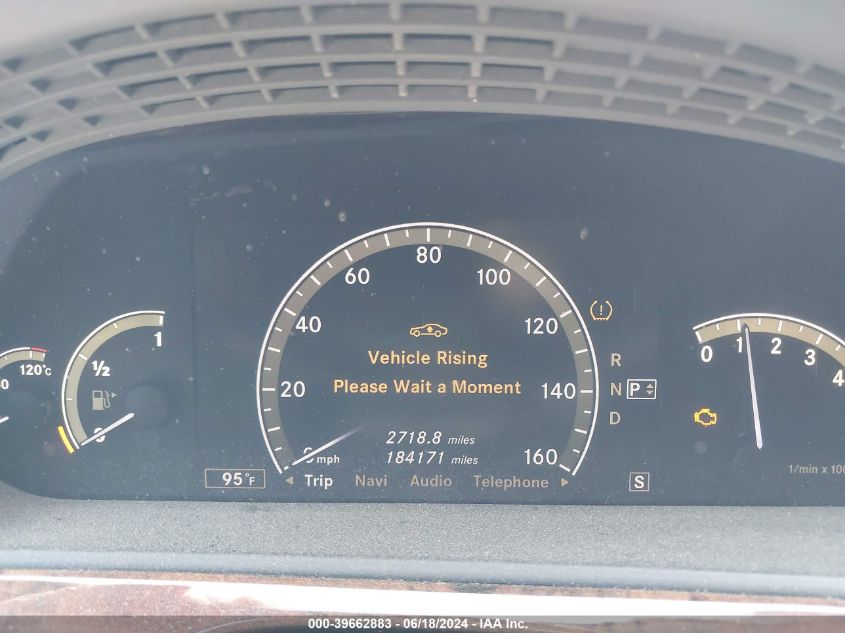 80
60
100
40
120
1
0 1 2 3 4
1/2
120°C
Vehicle Rising
R
Please Wait a Moment
20
140
N P
D
2718.8 miles
mph
184171 miles
160
1/min x 100
95°F
Trip Navi Audio Telephone
S
000-39662883 - 06/18/2024 - IAA Inc.